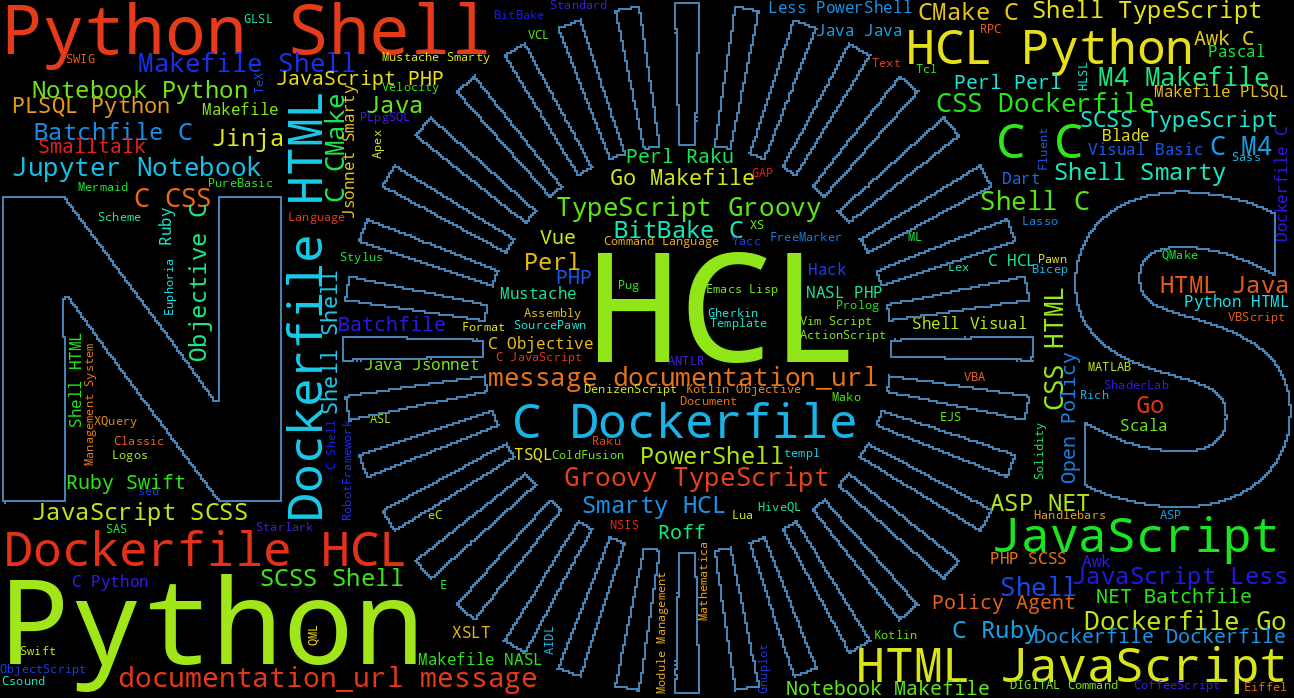 Python Shell
GLSL
BitBake
Standard
VCL
Less PowerShell
Java Java
CMake C
Shell TypeScript
RPC
SWIG
Makefile Shell
Mustache Smarty
HCL Python
Awk C
Pascal
Text
Tcl
Notebook Python
TeX
JavaScript PHP
Velocity
Perl Perl
HLSL
M4 Makefile
Makefile PLSQL
PLSQL Python
Makefile
Java
PLpgSQL
CSS Dockerfile
SCSS TypeScript
Batchfile C
Smalltalk
Jinja
HTML
C CMake
Jsonnet Smarty
Apex
C C
Fluent
Blade
Visual Basic
C M4
Sass
Dockerfile C
Jupyter Notebook
Perl Raku
Go Makefile
GAP
Dart
Shell Smarty
Mermaid
C CSS
PureBasic
Shell C
Scheme
Euphoria
Ruby
Objective C
Language
TypeScript Groovy
BitBake C
XS
Lasso
Vue
Command Language
Yacc
FreeMarker
ML
Dockerfile
Shell Shell
Stylus
Perl
PHP
HCL
Hack
Lex
C HCL
Pawn
Bicep
QMake
Pug
Emacs Lisp
Mustache
NASL PHP
Prolog
HTML Java
Python HTML
VBScript
Assembly
SourcePawn
Gherkin
Template
Vim Script
ActionScript
Batchfile
Format
Shell Visual
CSS HTML
C Objective
C JavaScript
ANTLR
Java Jsonnet
Shell HTML
Management System
message documentation_url
VBA
MATLAB
ShaderLab
DenizenScript
Kotlin Objective
Document
Mako
Open Policy
Rich
Go
Scala
XQuery
Classic
Logos
C Shell
RobotFramework
ASL
C Dockerfile
EJS
Solidity
Raku
TSQL
ColdFusion
PowerShell
templ
Ruby Swift
sed
Groovy TypeScript
JavaScript SCSS
SAS
Starlark
eC
Smarty HCL
Lua
HiveQL
NSIS
Roff
ASP NET
Handlebars
ASP
JavaScript
Dockerfile HCL
C Python
SCSS Shell
E
Module Management
Mathematica
PHP SCSS
Awk
Shell
JavaScript Less
Policy Agent
NET Batchfile
Python
QML
XSLT
AIDL
Gnuplot
Kotlin
C Ruby
Dockerfile Go
Dockerfile Dockerfile
Swift
ObjectScript
Csound
Makefile NASL
documentation_url message
HTML JavaScript
Notebook Makefile
DIGITAL Command
CoffeeScript
Eiffel